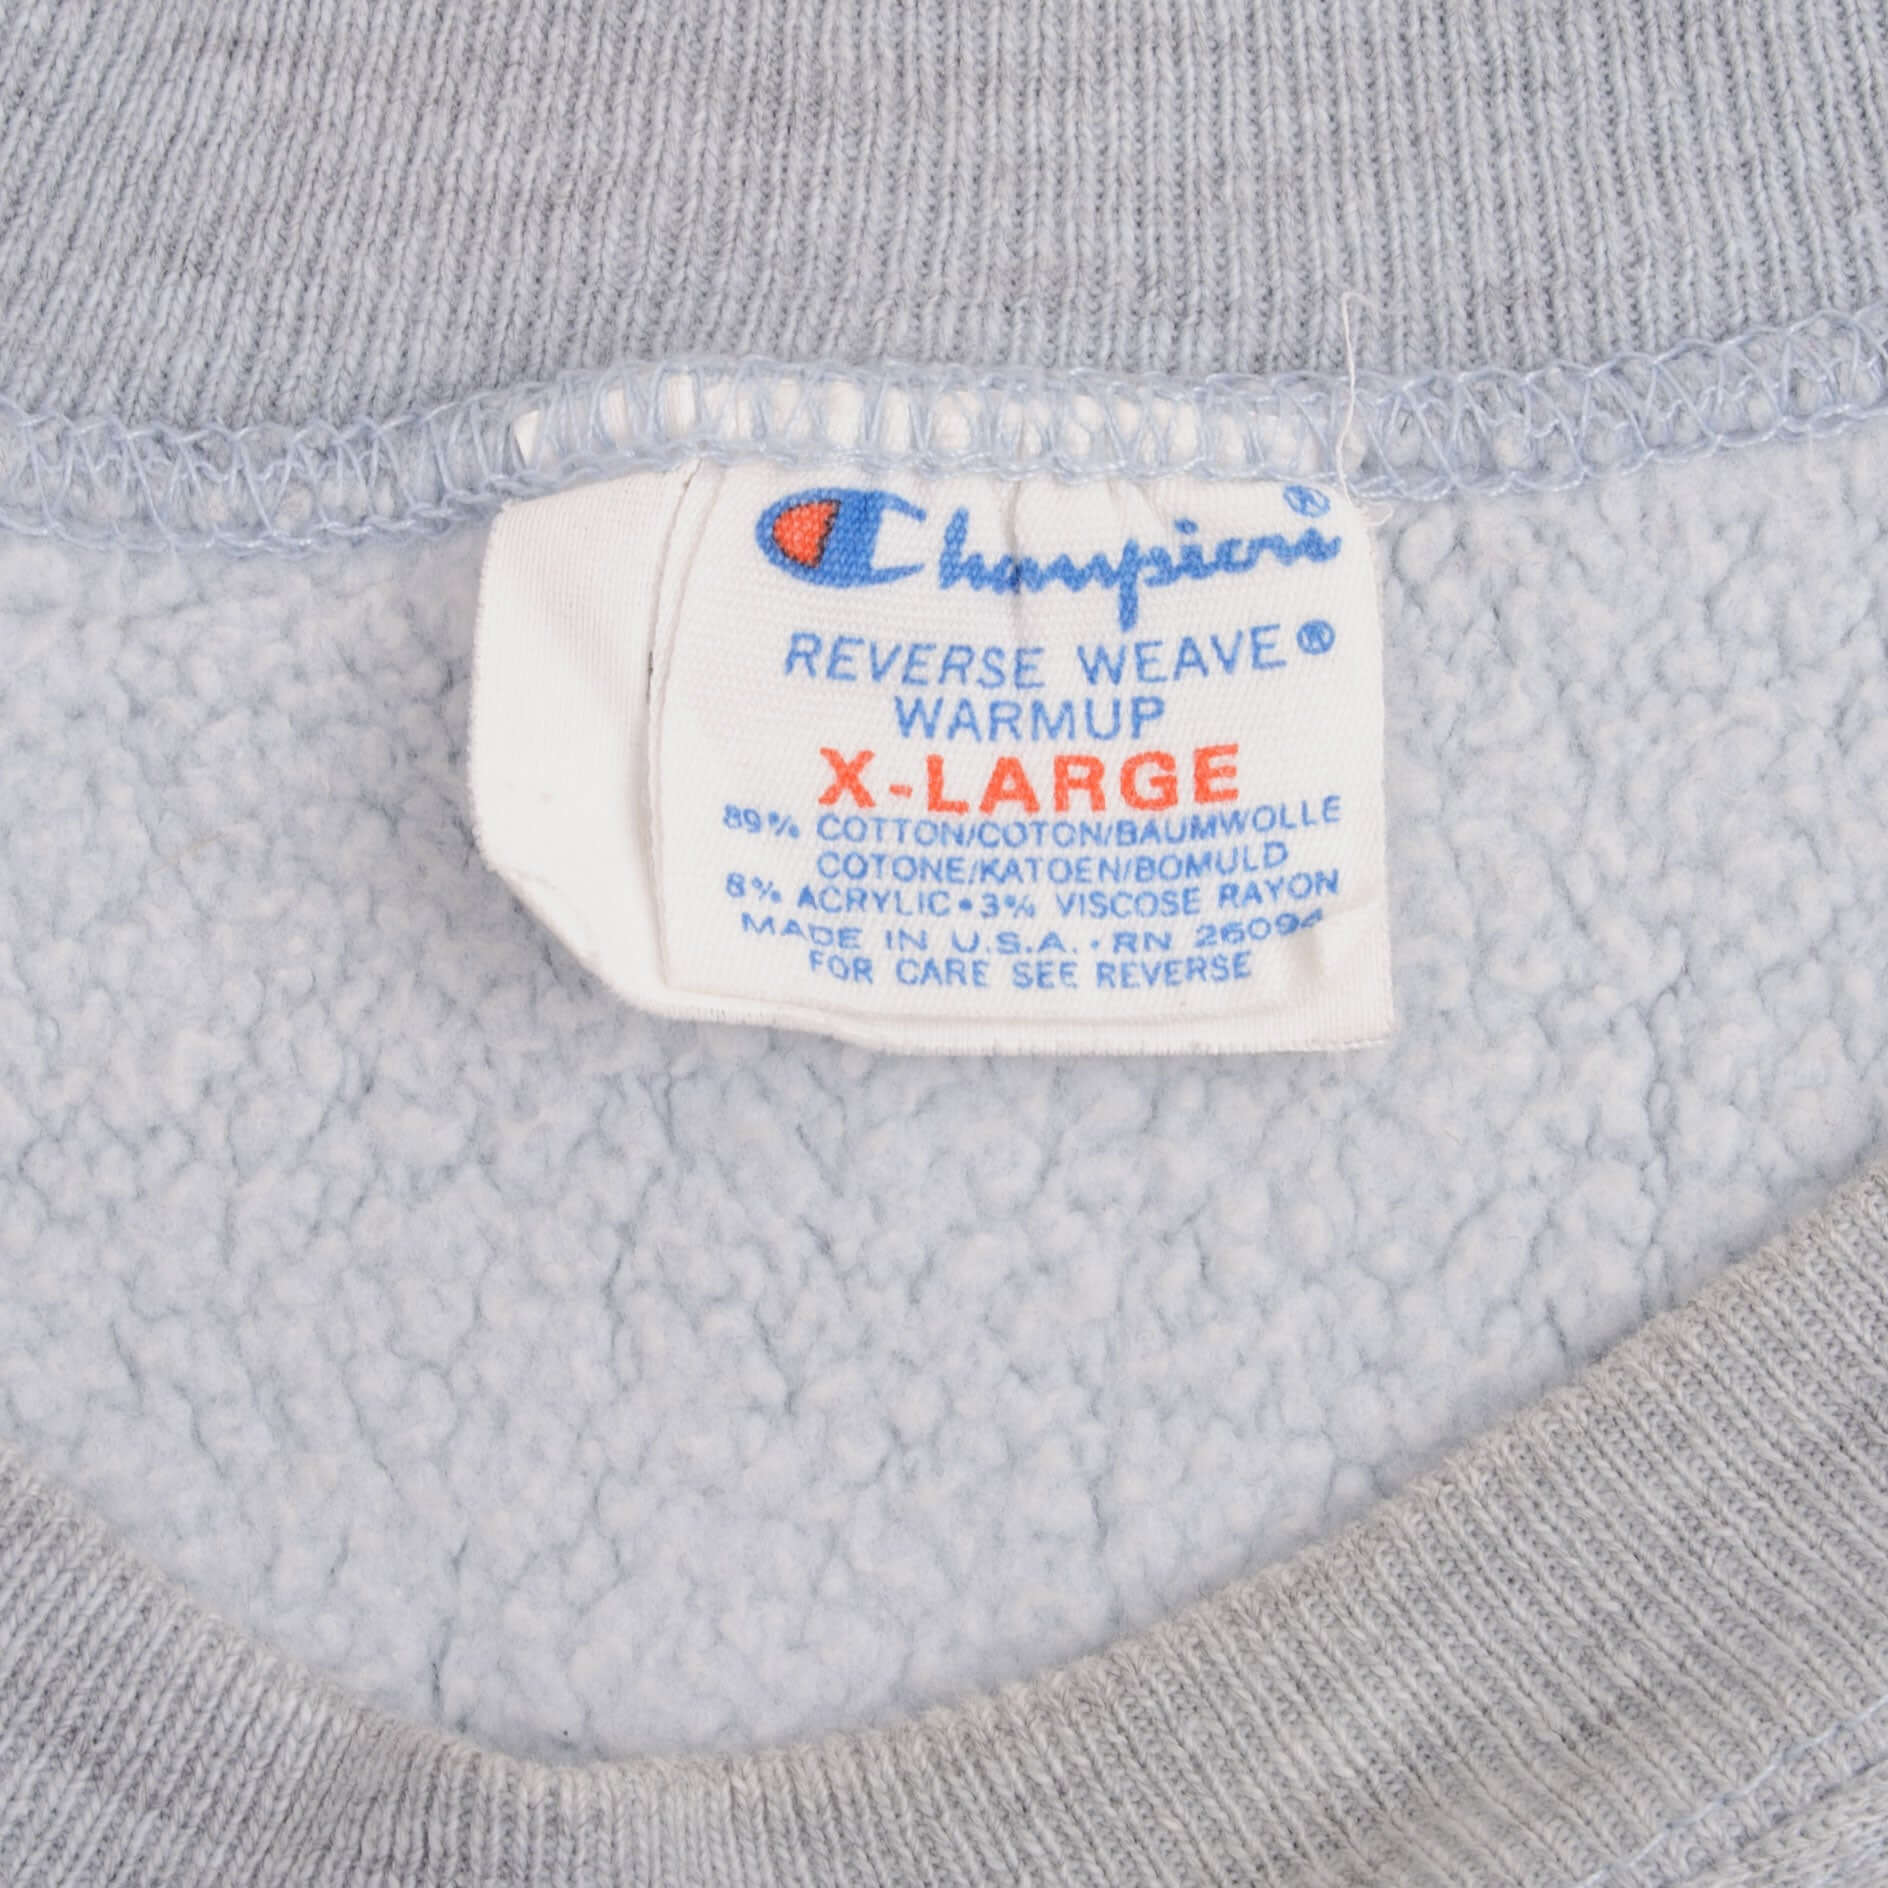 Champion®
REVERSE WEAVE®
WARMUP
X-LARGE
89% COTTON/COTON/BAUMWOLLE
COTONE/KATOEN/BOMULD
8% ACRYLIC•3% VISCOSE RAYON
MADE IN U.S.A. • RN 26094
FOR CARE SEE REVERSE